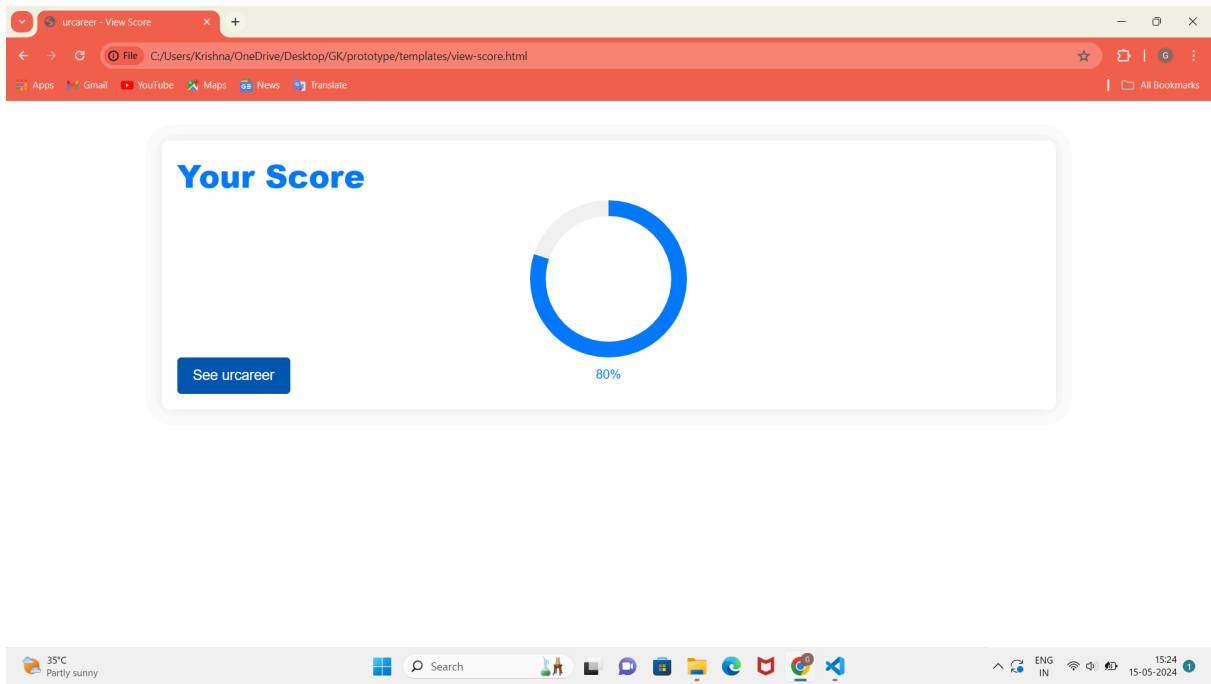 urcareer - View Score
File C:/Users/Krishna/OneDrive/Desktop/GK/prototype/templates/view-score.html G
Apps Gmail YouTube Maps News Translate All Bookmarks
Your Score
80%
See urcareer
35°C
Partly sunny
Search
ENG
IN
15:24
15-05-2024
1